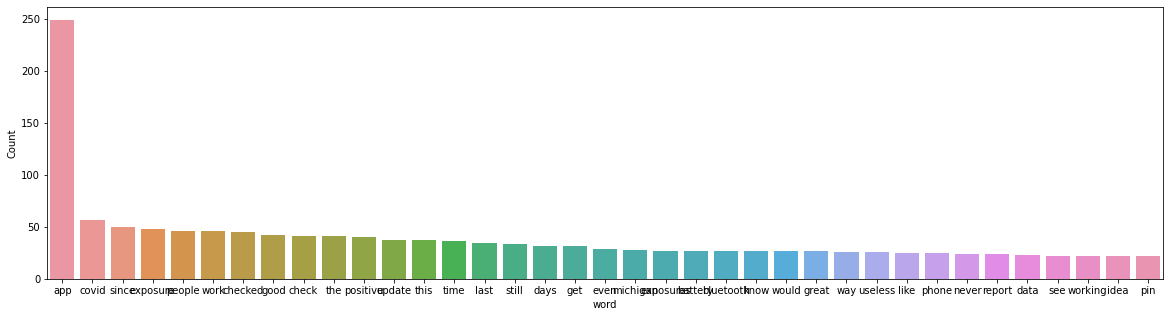 250
200
150
100
50
0
Count
app covid since exposure people work checked good check the positive update this time last still days get even michigan exposures battery bluetooth know would great way useless like phone never report data see working idea pin
word